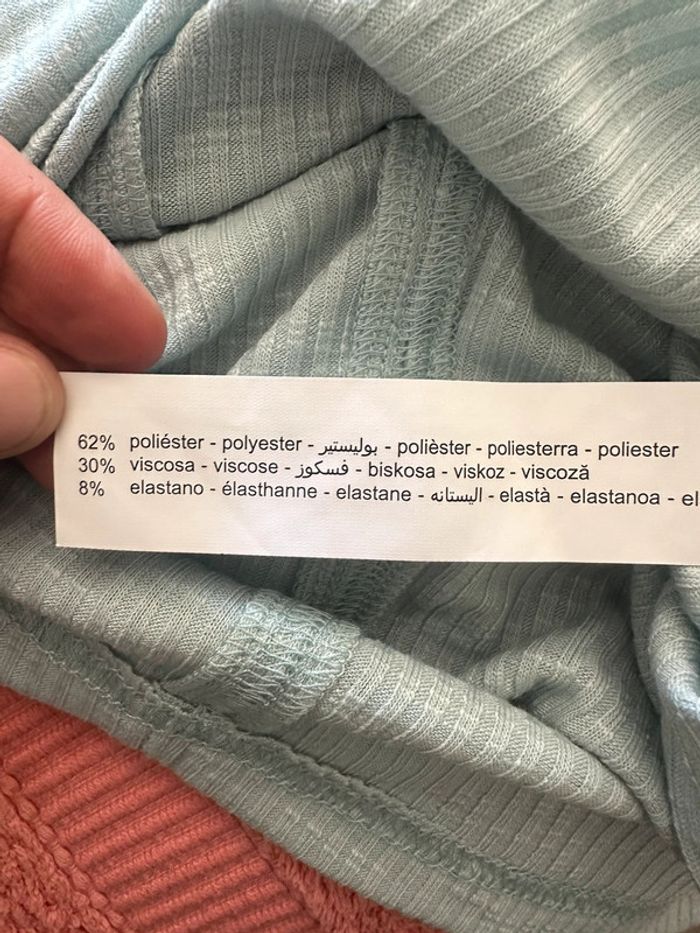 62% poliéster - polyester - بوليستير - polièster - poliesterra - poliester
30% viscosa - viscose - فسكوز - biskosa - viskoz - viscoză
8% elastano - élasthanne - elastane - اليستانه - elastà - elastanoa -